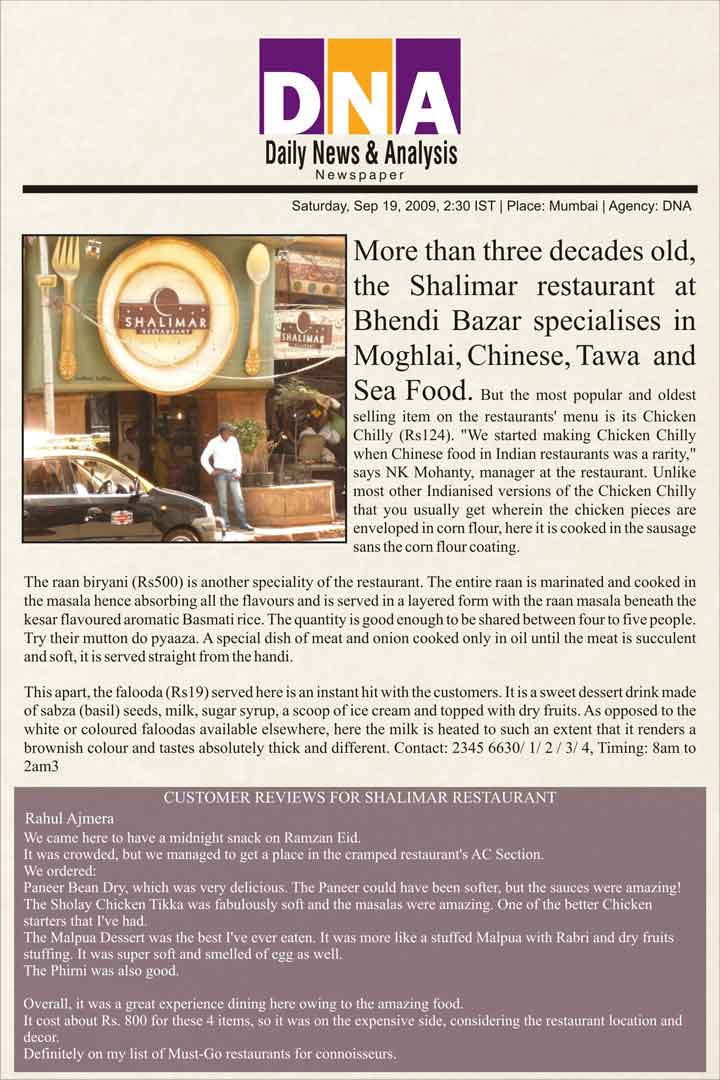 DNA
Daily News & Analysis
Newspaper
Saturday, Sep 19, 2009, 2:30 IST | Place: Mumbai | Agency: DNA
SHALIMAR
RESTAURANT
SHALIMAR
More than three decades old,
the Shalimar restaurant at
Bhendi Bazar specialises in
Moghlai, Chinese, Tawa and
Sea Food. But the most popular and oldest
selling item on the restaurants' menu is its Chicken
Chilly (Rs124). "We started making Chicken Chilly
when Chinese food in Indian restaurants was a rarity,"
says NK Mohanty, manager at the restaurant. Unlike
most other Indianised versions of the Chicken Chilly
that you usually get wherein the chicken pieces are
enveloped in corn flour, here it is cooked in the sausage
sans the corn flour coating.
The raan biryani (Rs500) is another speciality of the restaurant. The entire raan is marinated and cooked in
the masala hence absorbing all the flavours and is served in a layered form with the raan masala beneath the
kesar flavoured aromatic Basmati rice. The quantity is good enough to be shared between four to five people.
Try their mutton do pyaaza. A special dish of meat and onion cooked only in oil until the meat is succulent
and soft, it is served straight from the handi.
This apart, the falooda (Rs19) served here is an instant hit with the customers. It is a sweet dessert drink made
of sabza (basil) seeds, milk, sugar syrup, a scoop of ice cream and topped with dry fruits. As opposed to the
white or coloured faloodas available elsewhere, here the milk is heated to such an extent that it renders a
brownish colour and tastes absolutely thick and different. Contact: 2345 6630/ 1/ 2 / 3/ 4, Timing: 8am to
2am3
CUSTOMER REVIEWS FOR SHALIMAR RESTAURANT
Rahul Ajmera
We came here to have a midnight snack on Ramzan Eid.
It was crowded, but we managed to get a place in the cramped restaurant's AC Section.
We ordered:
Paneer Bean Dry, which was very delicious. The Paneer could have been softer, but the sauces were amazing!
The Sholay Chicken Tikka was fabulously soft and the masalas were amazing. One of the better Chicken
starters that I've had.
The Malpua Dessert was the best I've ever eaten. It was more like a stuffed Malpua with Rabri and dry fruits
stuffing. It was super soft and smelled of egg as well.
The Phirni was also good.
Overall, it was a great experience dining here owing to the amazing food.
It cost about Rs. 800 for these 4 items, so it was on the expensive side, considering the restaurant location and
decor.
Definitely on my list of Must-Go restaurants for connoisseurs.